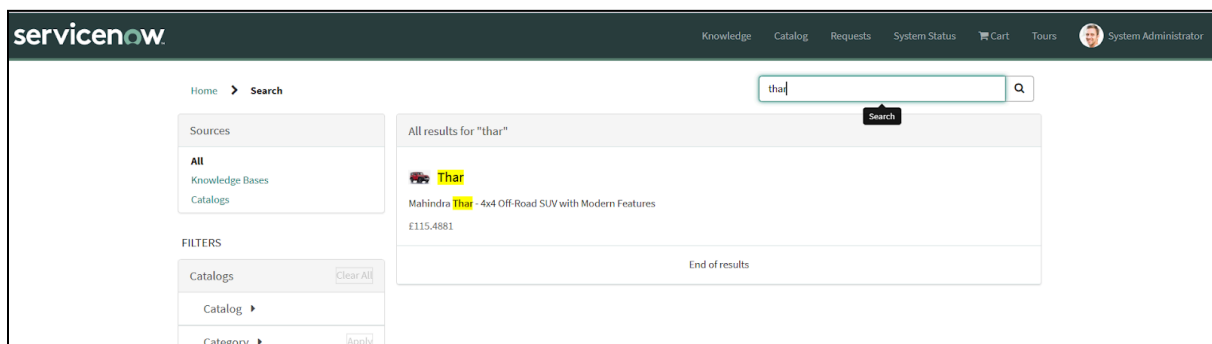 servicenow.
Knowledge Catalog Requests System Status Cart Tours System Administrator
Home Search
thar
Search
Sources
All
Knowledge Bases
Catalogs
All results for "thar"
Thar
Mahindra Thar - 4x4 Off-Road SUV with Modern Features
£115.4881
End of results
FILTERS
Catalogs Clear All
Catalog
Category Apply